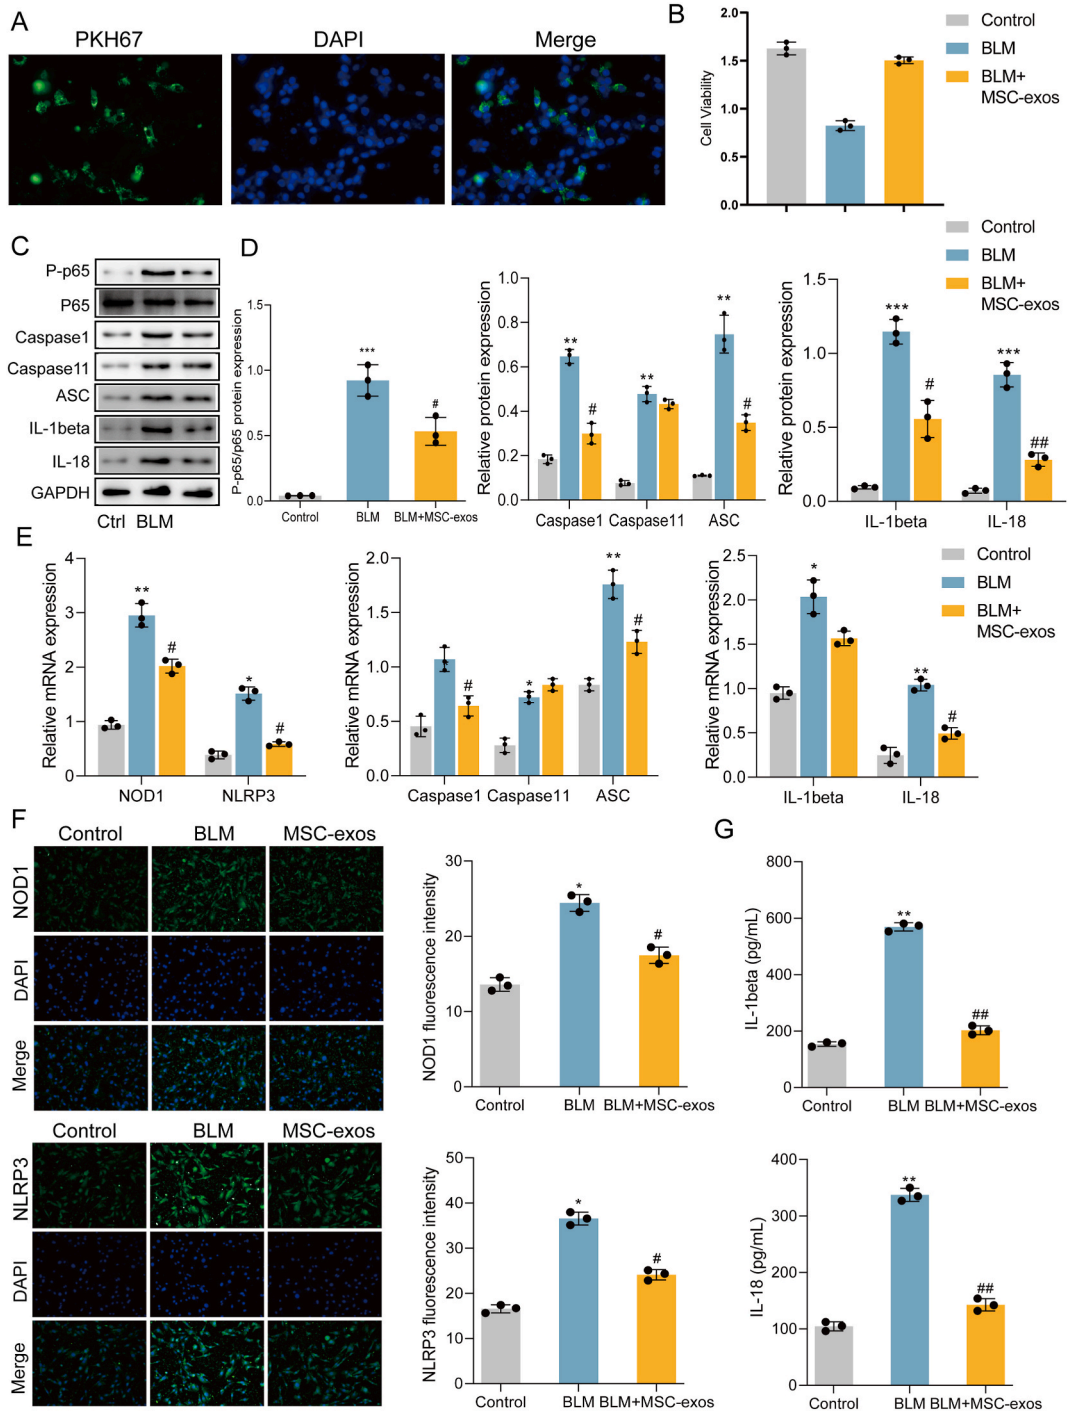 A
PKH67 DAPI Merge
B
Cell Viability
2.0
1.5
1.0
0.5
0.0
Control
BLM
BLM+
MSC-exos
C
P-p65
P65
Caspase1
Caspase11
ASC
IL-1beta
IL-18
GAPDH
Ctrl BLM
D
P-p65/p65 protein expression
1.5
1.0
0.5
0.0
***
#
Control BLM BLM+MSC-exos
Relative protein expression
1.0
0.8
0.6
0.4
0.2
0.0
** # ** ** #
Caspase1 Caspase11 ASC
Relative protein expression
1.5
1.0
0.5
0.0
*** # *** ##
IL-1beta IL-18
Control
BLM
BLM+
MSC-exos
E
Relative mRNA expression
4
3
2
1
0
** # * #
NOD1 NLRP3
Relative mRNA expression
2.0
1.5
1.0
0.5
0.0
# * ** #
Caspase1 Caspase11 ASC
Relative mRNA expression
2.5
2.0
1.5
1.0
0.5
0.0
* ** #
IL-1beta IL-18
Control
BLM
BLM+
MSC-exos
F
Control BLM MSC-exos
NOD1
DAPI
Merge
Control BLM MSC-exos
NLRP3
DAPI
Merge
NOD1 fluorescence intensity
30
20
10
0
* #
Control BLM BLM+MSC-exos
NLRP3 fluorescence intensity
50
40
30
20
10
0
* #
Control BLM BLM+MSC-exos
G
IL-1beta (pg/mL)
800
600
400
200
0
** ##
Control BLM BLM+MSC-exos
IL-18 (pg/mL)
400
300
200
100
0
** ##
Control BLM BLM+MSC-exos